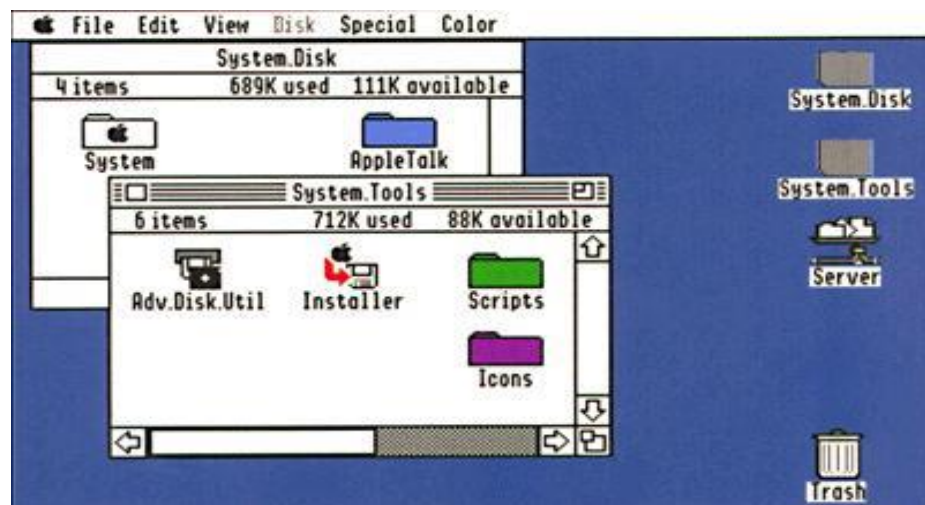 File Edit View Disk Special Color
System.Disk
4 items 689K used 111K available
System
AppleTalk
System.Tools
6 items 712K used 88K available
Adv.Disk.Util
Installer
Scripts
Icons
System.Disk
System.Tools
Server
Trash